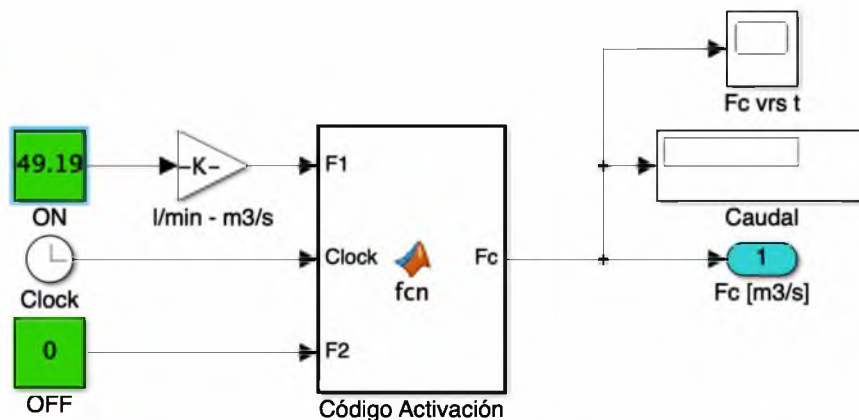 Fc vrs t
49.19
-K-
F1
ON
l/min - m3/s
Caudal
Clock
Fc
1
fcn
Clock
Fc [m3/s]
0
F2
OFF
Código Activación